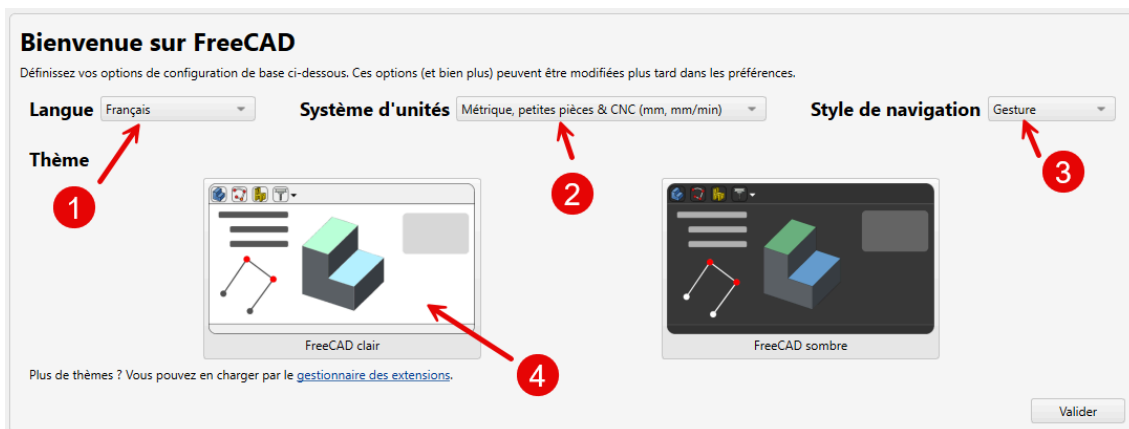 Bienvenue sur FreeCAD
Définissez vos options de configuration de base ci-dessous. Ces options (et bien plus) peuvent être modifiées plus tard dans les préférences.
Langue Français Système d'unités Métrique, petites pièces & CNC (mm, mm/min) Style de navigation Gesture
Thème
1 2 3
FreeCAD clair FreeCAD sombre
Plus de thèmes ? Vous pouvez en charger par le gestionnaire des extensions.
4
Valider